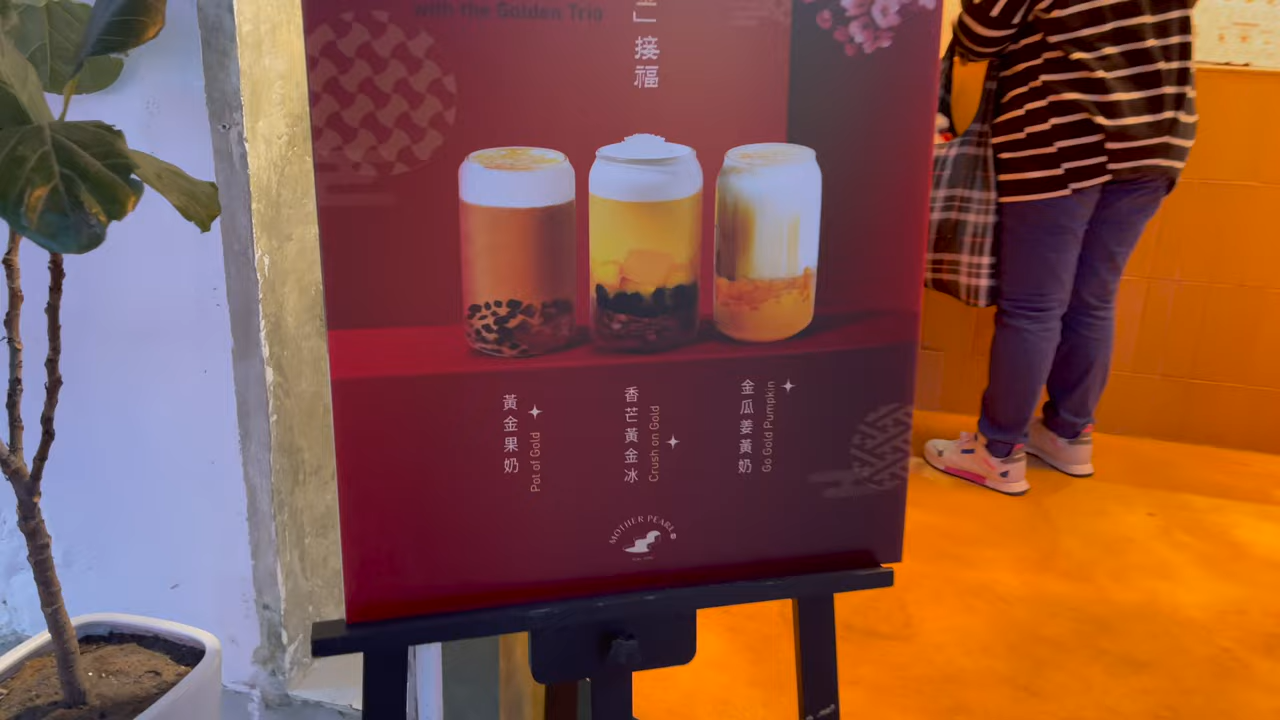 with the Golden Trio
」接福
黃金果奶
Pot of Gold
香芒黃金冰
Crush on Gold
金瓜姜黃奶
Go Gold Pumpkin
MOTHER PEARL